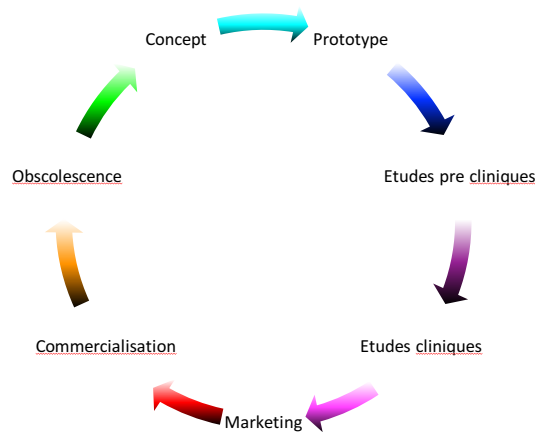 Concept
Prototype
Etudes pre cliniques
Etudes cliniques
Marketing
Commercialisation
Obscolescence